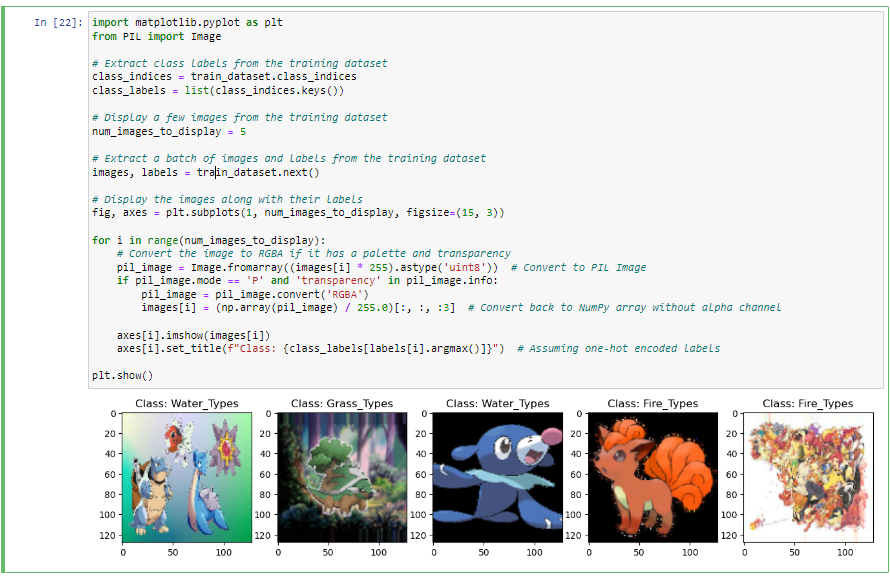 In [22]: import matplotlib.pyplot as plt
from PIL import Image
# Extract class labels from the training dataset
class_indices = train_dataset.class_indices
class_labels = list(class_indices.keys())
# Display a few images from the training dataset
num_images_to_display = 5
# Extract a batch of images and labels from the training dataset
images, labels = train_dataset.next()
# Display the images along with their labels
fig, axes = plt.subplots(1, num_images_to_display, figsize=(15, 3))
for i in range(num_images_to_display):
    # Convert the image to RGBA if it has a palette and transparency
    pil_image = Image.fromarray((images[i] * 255).astype('uint8'))  # Convert to PIL Image
    if pil_image.mode == 'P' and 'transparency' in pil_image.info:
        pil_image = pil_image.convert('RGBA')
        images[i] = (np.array(pil_image) / 255.0)[:, :, :3]  # Convert back to NumPy array without alpha channel
    axes[i].imshow(images[i])
    axes[i].set_title(f"Class: {class_labels[labels[i].argmax()]}")  # Assuming one-hot encoded labels
plt.show()
Class: Water_Types Class: Grass_Types Class: Water_Types Class: Fire_Types Class: Fire_Types
0 0 0 0 0
20 20 20 20 20
40 40 40 40 40
60 60 60 60 60
80 80 80 80 80
100 100 100 100 100
120 120 120 120 120
0 50 100 0 50 100 0 50 100 0 50 100 0 50 100